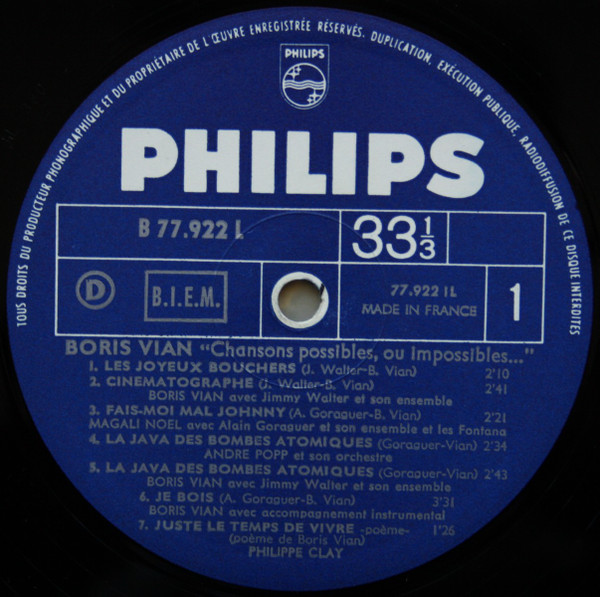 TOUS DROITS DU PRODUCTEUR PHONOGRAPHIQUE ET DU PROPRIÉTAIRE DE L'ŒUVRE ENREGISTRÉE RÉSERVÉS. DUPLICATION, EXÉCUTION PUBLIQUE, RADIODIFFUSION DE CE DISQUE INTERDITES
PHILIPS
PHILIPS
B 77.922 L
33 1/3
D
B.I.E.M.
77.922 1L
MADE IN FRANCE
1
BORIS VIAN "Chansons possibles, ou impossibles..."
1. LES JOYEUX BOUCHERS (J. Walter-B. Vian) 2'10
2. CINEMATOGRAPHE (J. Walter-B. Vian) 2'41
BORIS VIAN avec Jimmy Walter et son ensemble
3. FAIS-MOI MAL JOHNNY (A. Goraguer-B. Vian) 2'21
MAGALI NOEL avec Alain Goraguer et son ensemble et les Fontana
4. LA JAVA DES BOMBES ATOMIQUES (Goraguer-Vian) 2'34
ANDRE POPP et son orchestre
5. LA JAVA DES BOMBES ATOMIQUES (Goraguer-Vian) 2'43
BORIS VIAN avec Jimmy Walter et son ensemble
6. JE BOIS (A. Goraguer-B. Vian) 3'31
BORIS VIAN avec accompagnement instrumental
7. JUSTE LE TEMPS DE VIVRE -poème- 1'26
(poème de Boris Vian)
PHILIPPE CLAY